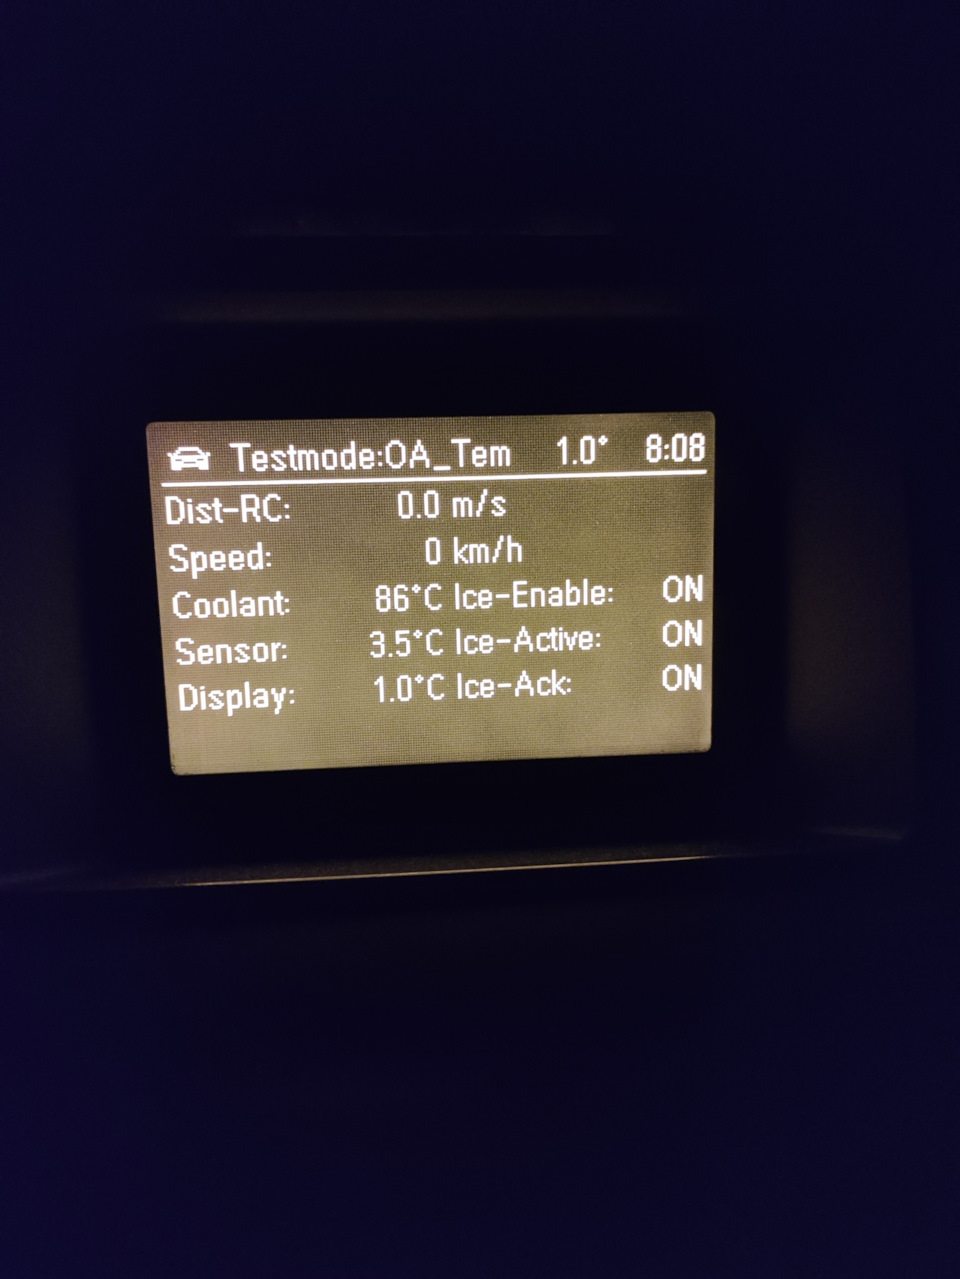 Testmode:OA_Tem 1.0° 8:08
Dist-RC: 0.0 m/s
Speed: 0 km/h
Coolant: 86°C Ice-Enable: ON
Sensor: 3.5°C Ice-Active: ON
Display: 1.0°C Ice-Ack: ON